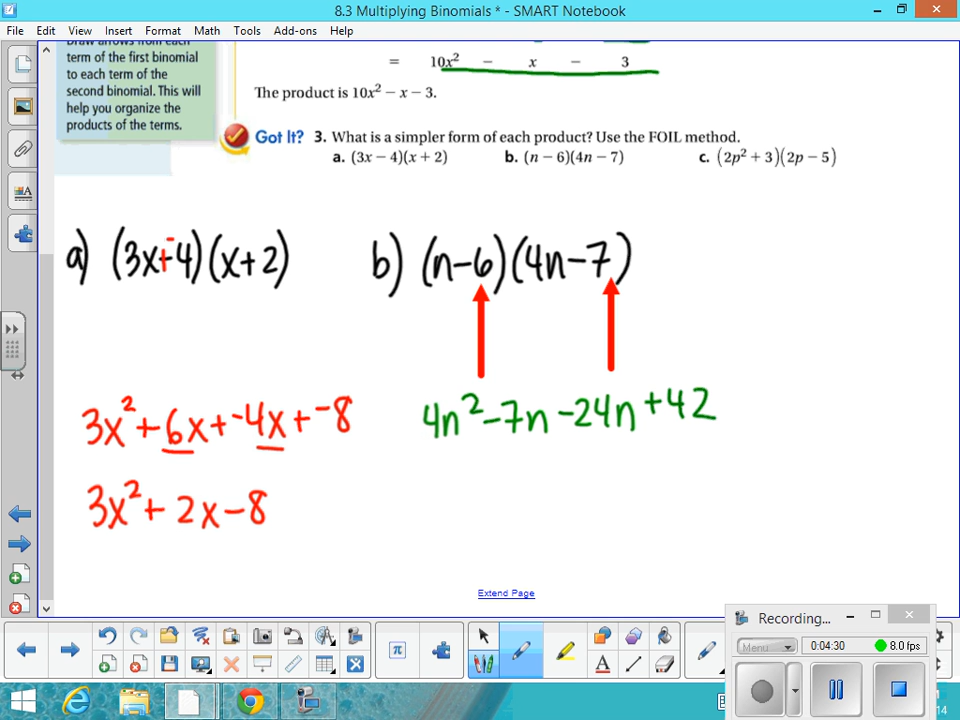 8.3 Multiplying Binomials * - SMART Notebook
File Edit View Insert Format Math Tools Add-ons Help
Draw arrows from each
term of the first binomial
to each term of the
second binomial. This will
help you organize the
products of the terms.
= 10x² − x − 3
The product is 10x² − x − 3.
Got It? 3. What is a simpler form of each product? Use the FOIL method.
a. (3x − 4)(x + 2) b. (n − 6)(4n − 7) c. (2p² + 3)(2p − 5)
a) (3x+⁻4)(x+2) b) (n−6)(4n−7)
3x²+6x+⁻4x+⁻8 4n²−7n−24n+42
3x²+2x−8
Extend Page
Recording...
Menu 0:04:30 8.0 fps
π
A
14